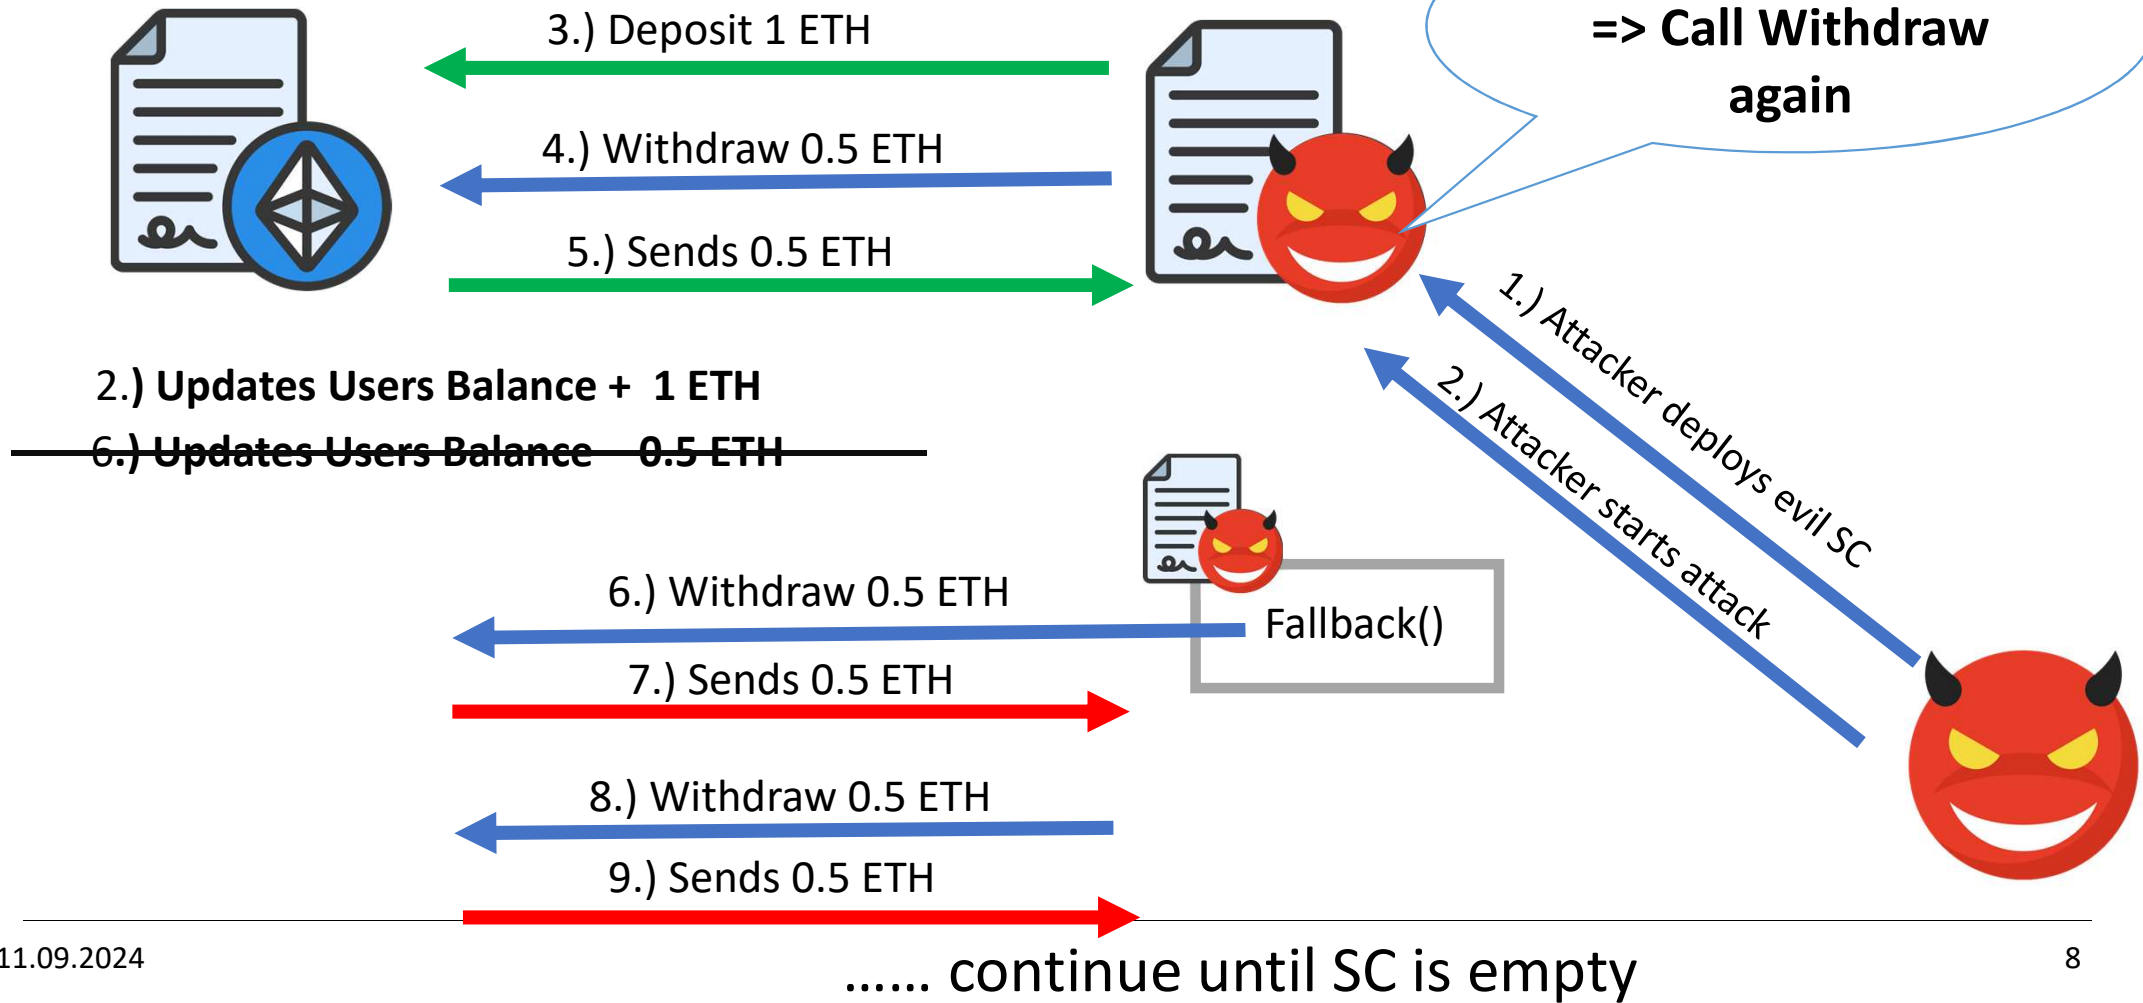 3.) Deposit 1 ETH
=> Call Withdraw
again
4.) Withdraw 0.5 ETH
5.) Sends 0.5 ETH
1.) Attacker deploys evil SC
2.) Attacker starts attack
2.) Updates Users Balance + 1 ETH
6.) Updates Users Balance - 0.5 ETH
6.) Withdraw 0.5 ETH
Fallback()
7.) Sends 0.5 ETH
8.) Withdraw 0.5 ETH
9.) Sends 0.5 ETH
11.09.2024
...... continue until SC is empty
8